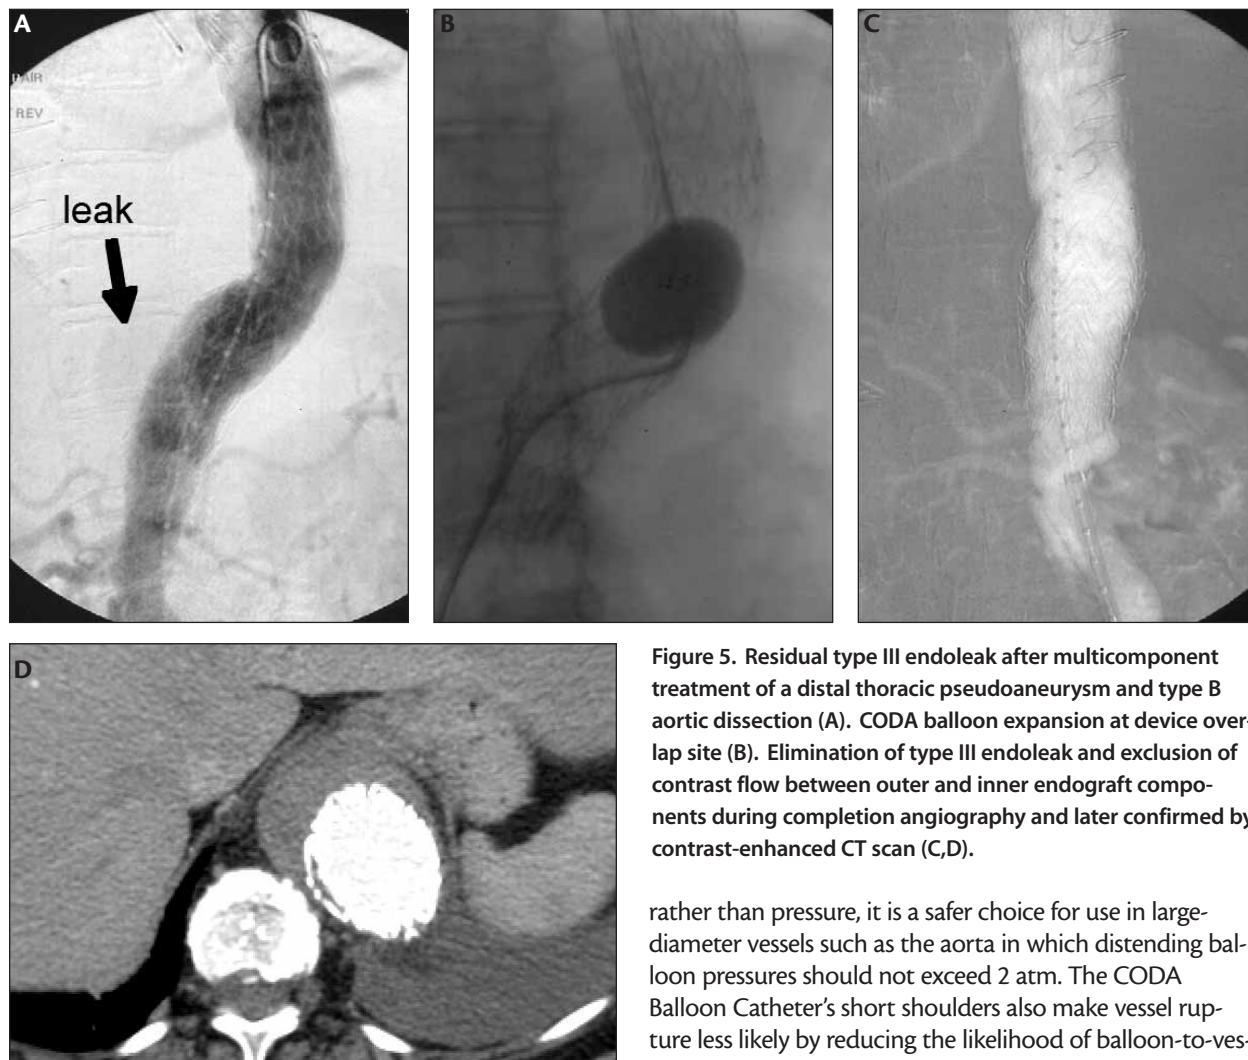 A
B
C
PAIR
REV
leak
D
Figure 5. Residual type III endoleak after multicomponent
treatment of a distal thoracic pseudoaneurysm and type B
aortic dissection (A). CODA balloon expansion at device over-
lap site (B). Elimination of type III endoleak and exclusion of
contrast flow between outer and inner endograft compo-
nents during completion angiography and later confirmed by
contrast-enhanced CT scan (C,D).
rather than pressure, it is a safer choice for use in large-
diameter vessels such as the aorta in which distending bal-
loon pressures should not exceed 2 atm. The CODA
Balloon Catheter’s short shoulders also make vessel rup-
ture less likely by reducing the likelihood of balloon-to-ves-